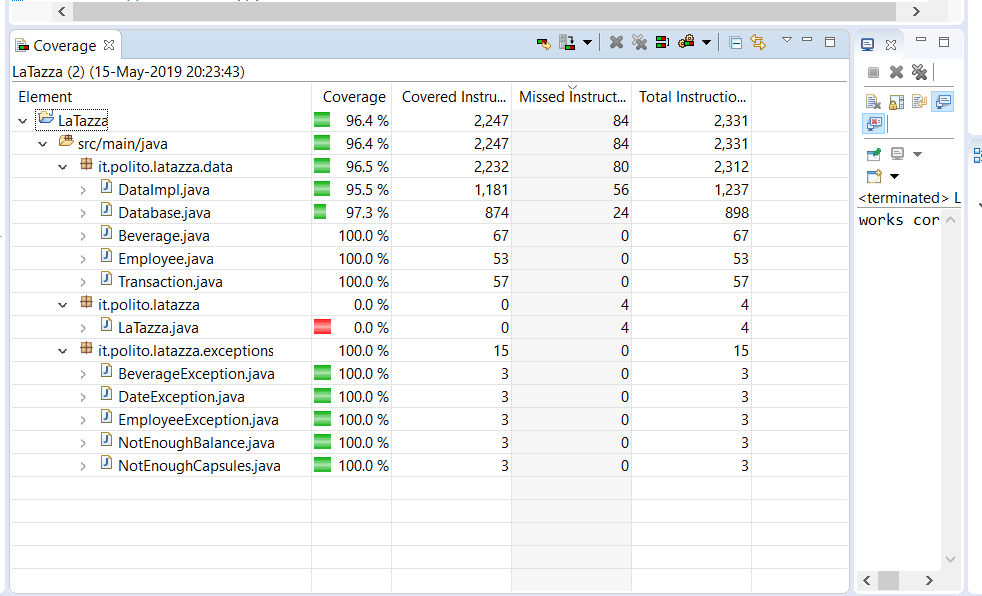 Coverage
LaTazza (2) (15-May-2019 20:23:43)
Element Coverage Covered Instru... Missed Instruct... Total Instructio...
LaTazza 96.4 % 2,247 84 2,331
src/main/java 96.4 % 2,247 84 2,331
it.polito.latazza.data 96.5 % 2,232 80 2,312
DataImpl.java 95.5 % 1,181 56 1,237
Database.java 97.3 % 874 24 898
Beverage.java 100.0 % 67 0 67
Employee.java 100.0 % 53 0 53
Transaction.java 100.0 % 57 0 57
it.polito.latazza 0.0 % 0 4 4
LaTazza.java 0.0 % 0 4 4
it.polito.latazza.exceptions 100.0 % 15 0 15
BeverageException.java 100.0 % 3 0 3
DateException.java 100.0 % 3 0 3
EmployeeException.java 100.0 % 3 0 3
NotEnoughBalance.java 100.0 % 3 0 3
NotEnoughCapsules.java 100.0 % 3 0 3
<terminated> L
works cor